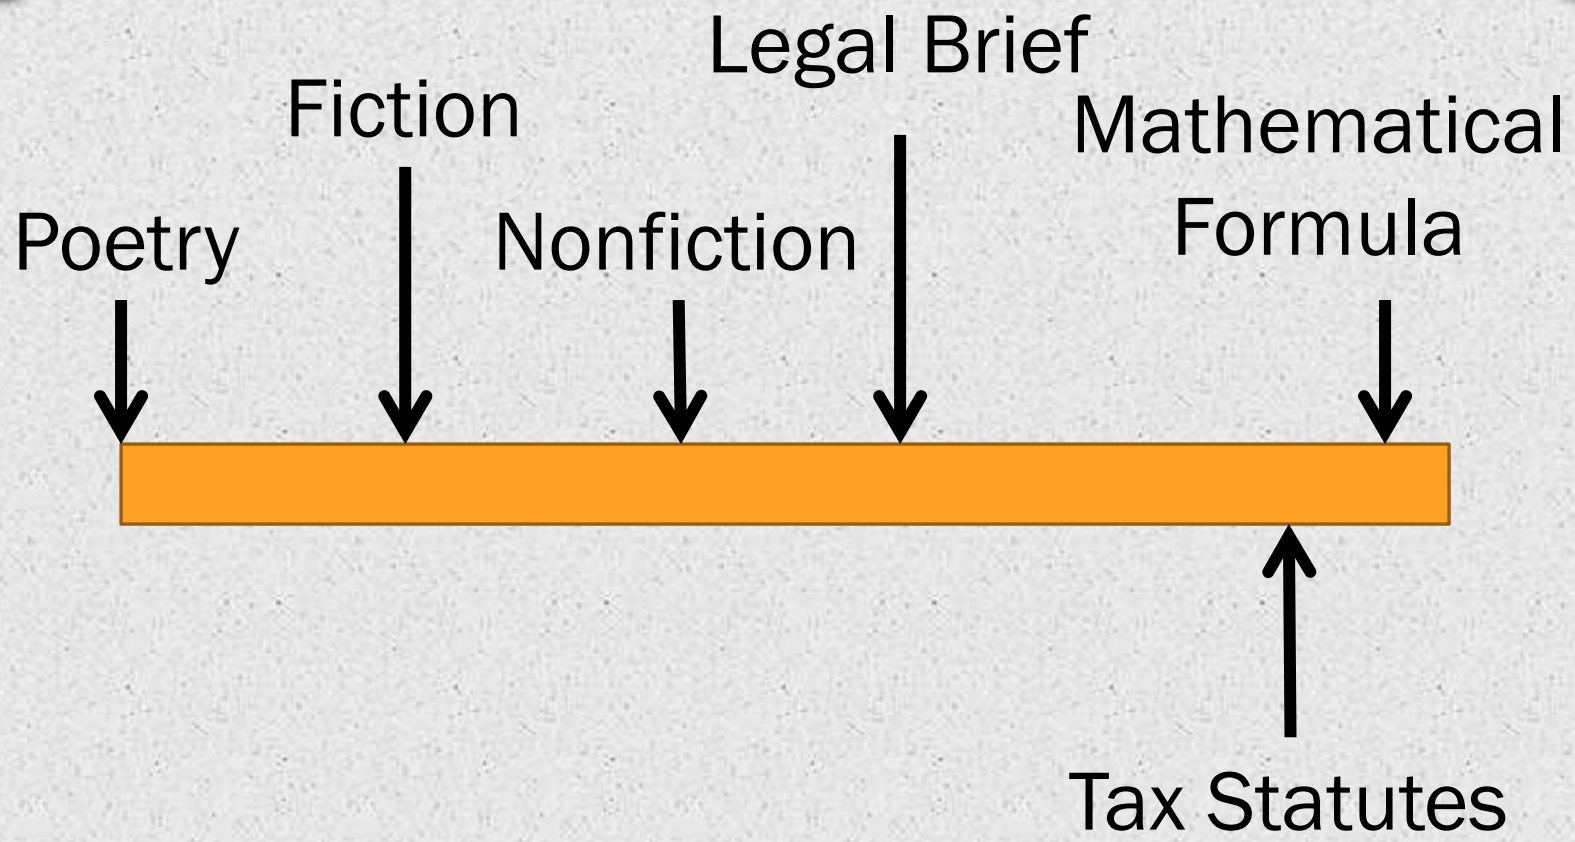 Legal Brief
Fiction
Mathematical
Formula
Poetry
Nonfiction
Tax Statutes